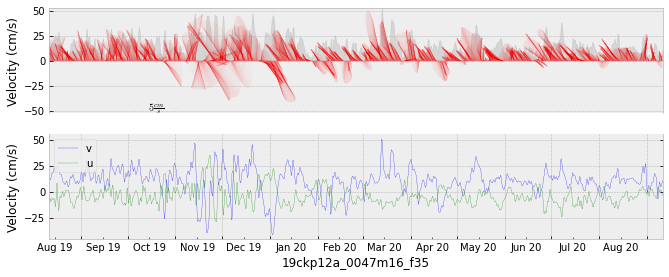 50
25
0
−25
−50
Velocity (cm/s)
5 cm/s
50
25
0
−25
Velocity (cm/s)
v
u
Aug 19 Sep 19 Oct 19 Nov 19 Dec 19 Jan 20 Feb 20 Mar 20 Apr 20 May 20 Jun 20 Jul 20 Aug 20
19ckp12a_0047m16_f35